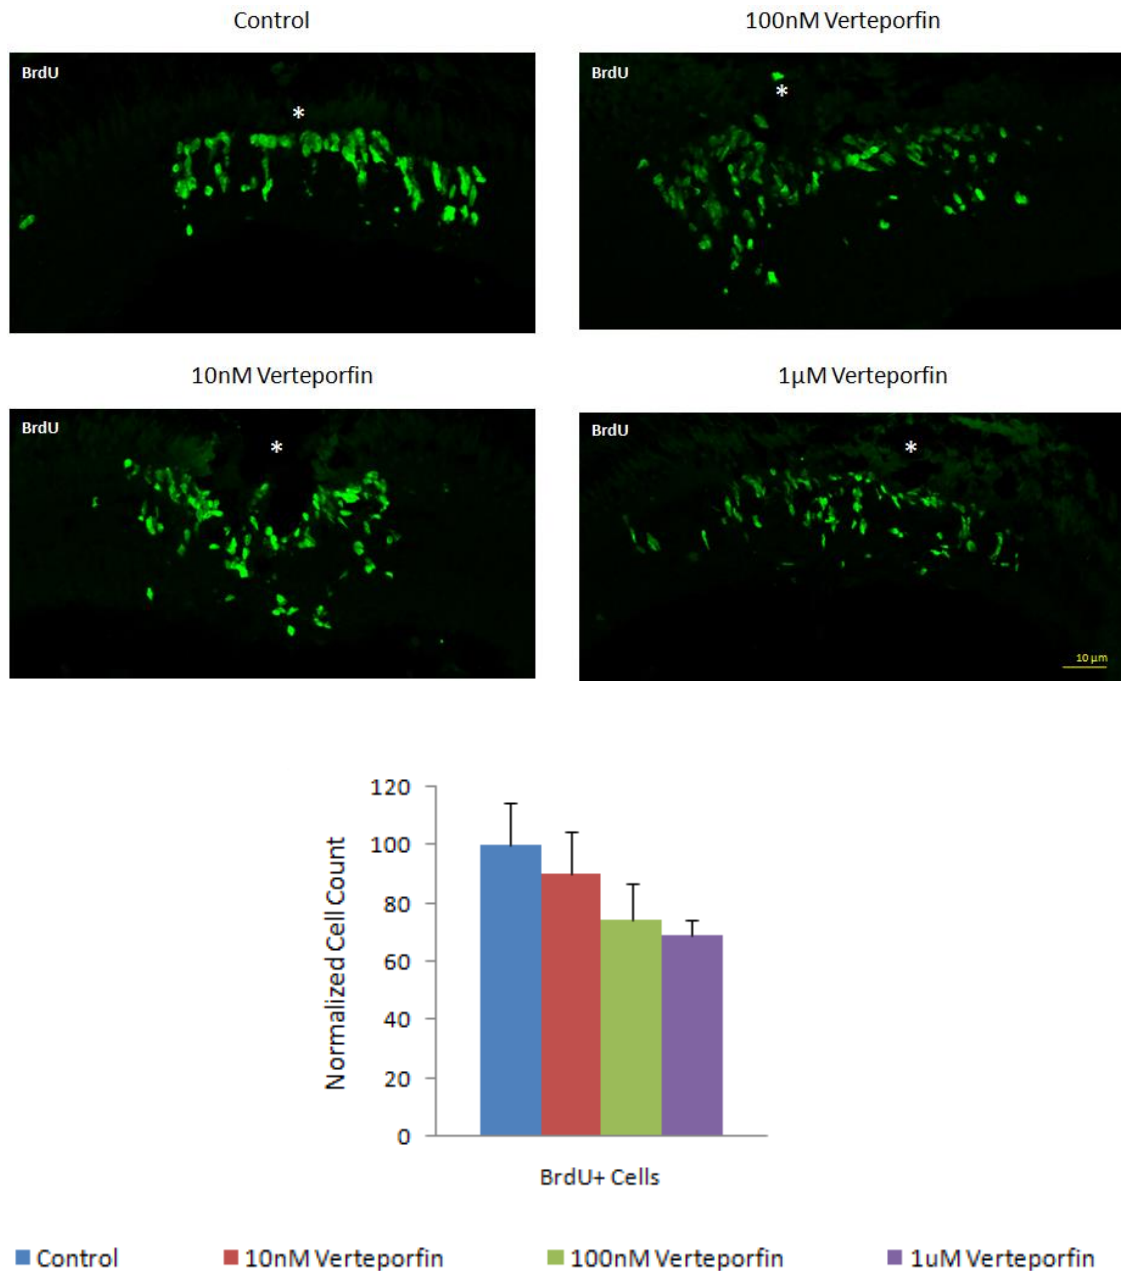 Control
100nM Verteporfin
BrdU
*
BrdU
*
10nM Verteporfin
1µM Verteporfin
BrdU
*
BrdU
*
10 µm
120
100
80
60
40
20
0
Normalized Cell Count
BrdU+ Cells
Control
10nM Verteporfin
100nM Verteporfin
1uM Verteporfin